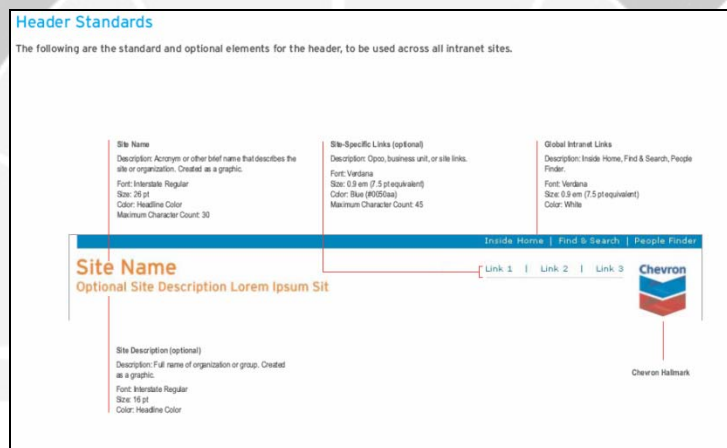 Header Standards
The following are the standard and optional elements for the header, to be used across all intranet sites.
Site Name
Description: Acronym or other brief name that describes the
site or organization. Created as a graphic.
Font: Interstate Regular
Size: 26 pt
Color: Headline Color
Maximum Character Count: 30
Site-Specific Links (optional)
Description: Opco, business unit, or site links.
Font: Verdana
Size: 0.9 em (7.5 pt equivalent)
Color: Blue (#0050aa)
Maximum Character Count: 45
Global Intranet Links
Description: Inside Home, Find & Search, People
Finder.
Font: Verdana
Size: 0.9 em (7.5 pt equivalent)
Color: White
Inside Home | Find & Search | People Finder
Site Name
Optional Site Description Lorem Ipsum Sit
Link 1 | Link 2 | Link 3
Chevron
Site Description (optional)
Description: Full name of organization or group. Created
as a graphic.
Font: Interstate Regular
Size: 16 pt
Color: Headline Color
Chevron Hallmark